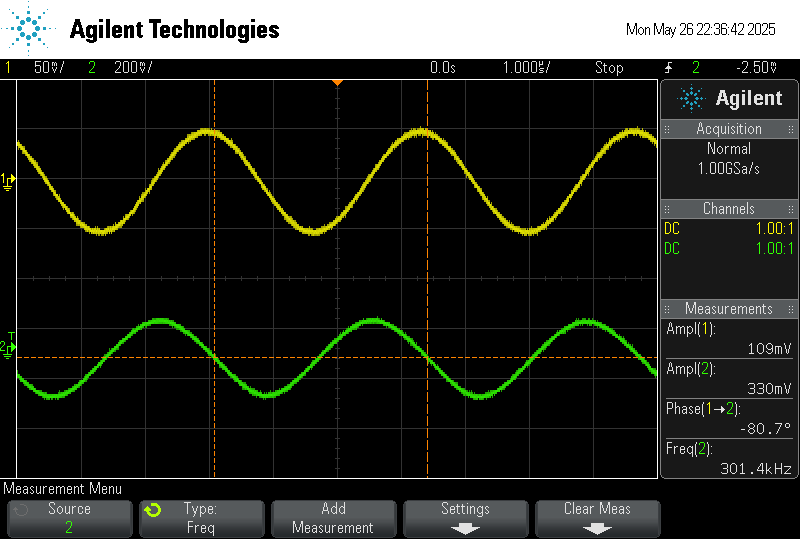 Agilent Technologies
Mon May 26 22:36:42 2025
1 50mV/ 2 200mV/ 0.0s 1.000us/ Stop 2 -2.50mV
Agilent
Acquisition
Normal
1.00GSa/s
Channels
DC 1.00:1
DC 1.00:1
Measurements
Ampl(1):
109mV
Ampl(2):
330mV
Phase(1→2):
-80.7°
Freq(2):
301.4kHz
1
T
2
Measurement Menu
Source
2
Type:
Freq
Add
Measurement
Settings
Clear Meas